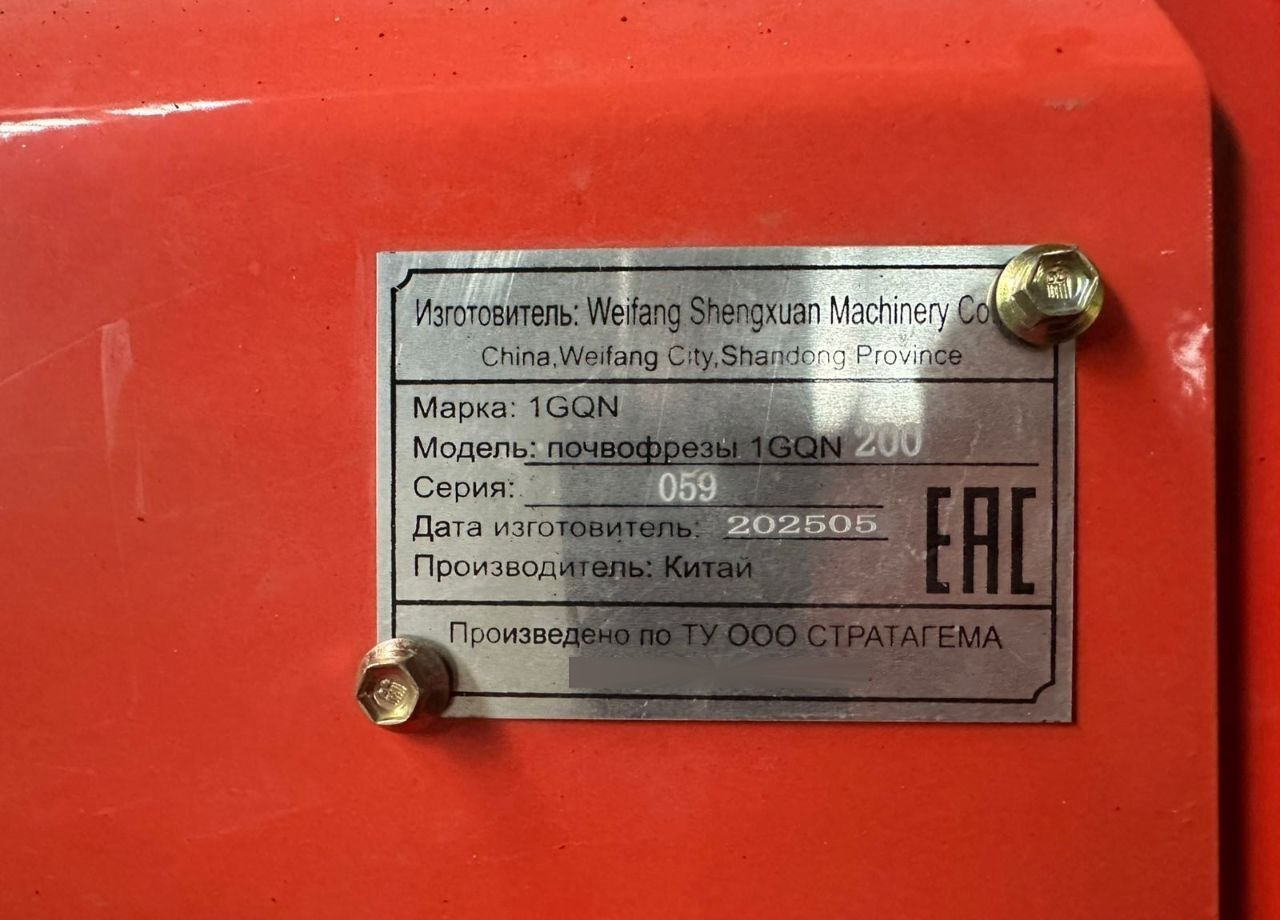 Изготовитель: Weifang Shengxuan Machinery Co
China,Weifang City,Shandong Province
Марка: 1GQN
Модель: почвофрезы 1GQN 200
Серия: 059
Дата изготовитель: 202505
Производитель: Китай
EAC
Произведено по ТУ ООО СТРАТАГЕМА